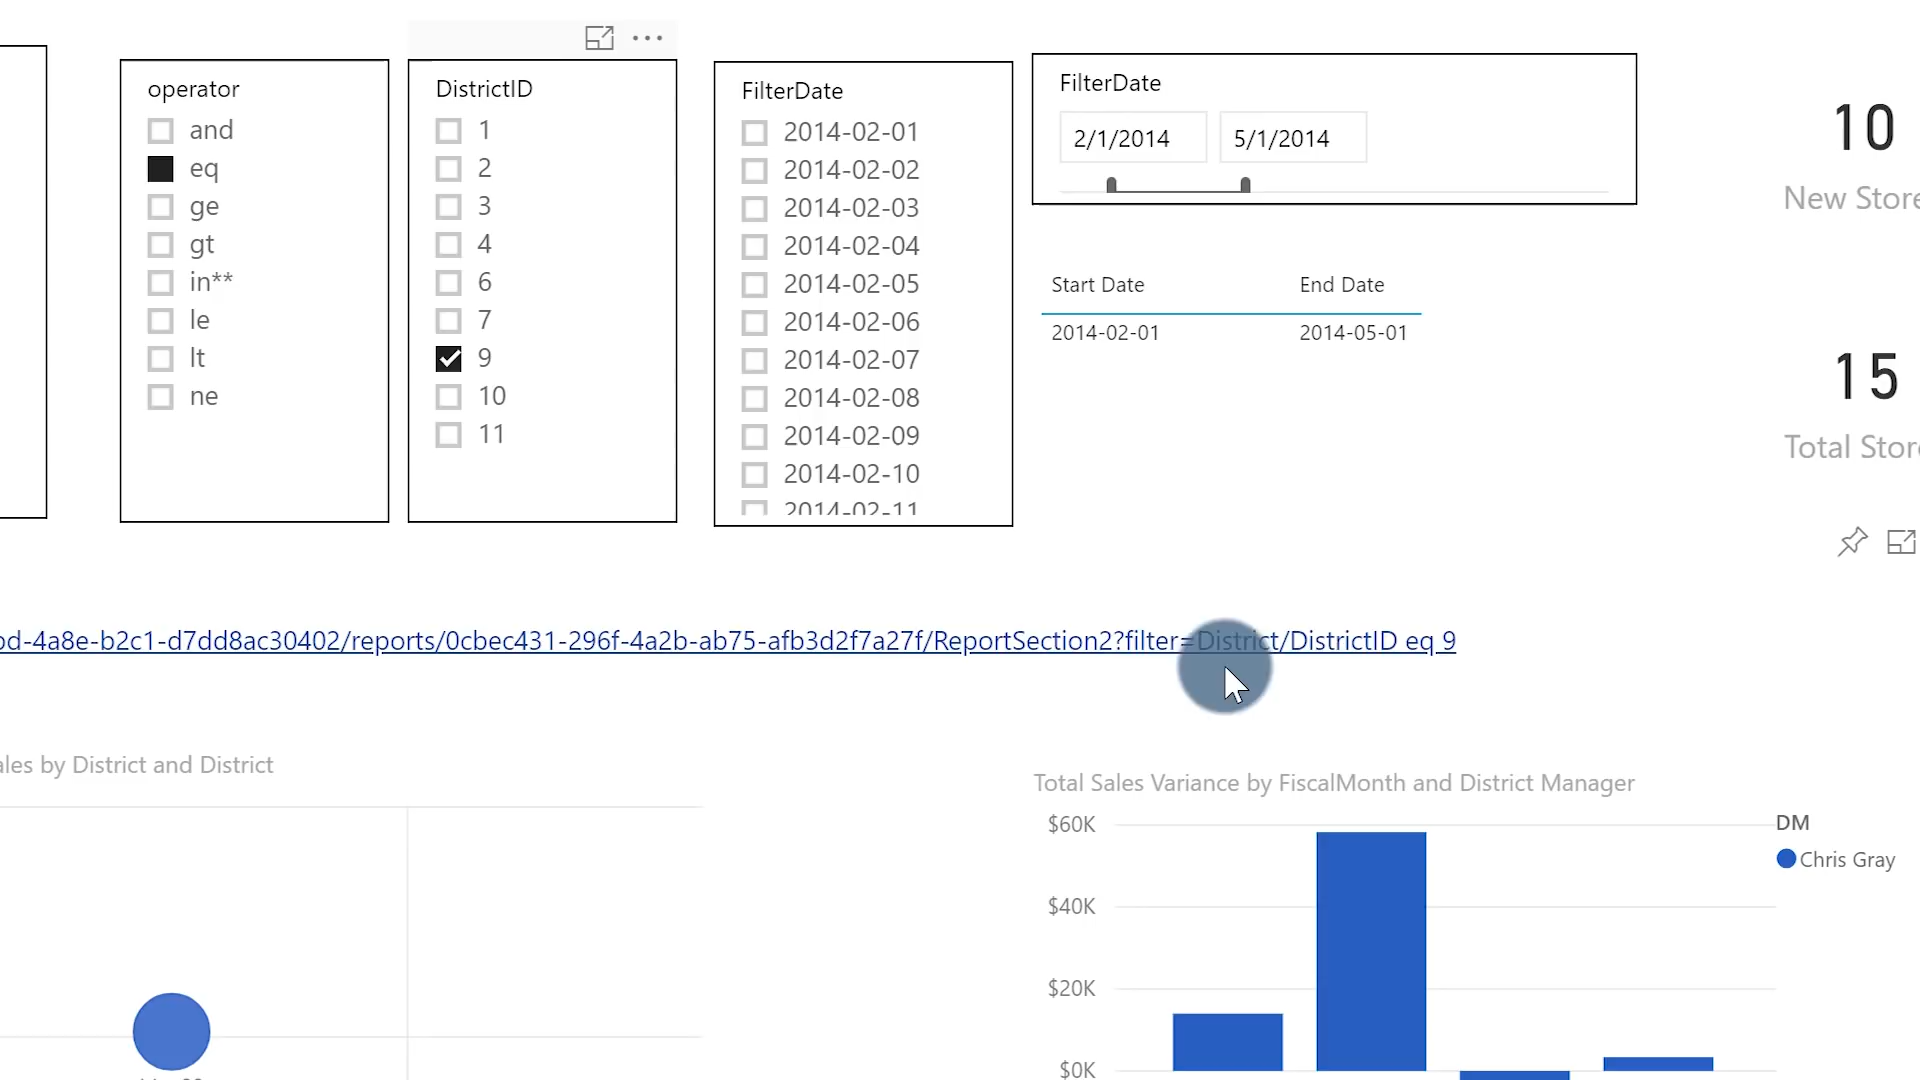 operator
and
eq
ge
gt
in**
le
lt
ne
DistrictID
1
2
3
4
6
7
9
10
11
FilterDate
2014-02-01
2014-02-02
2014-02-03
2014-02-04
2014-02-05
2014-02-06
2014-02-07
2014-02-08
2014-02-09
2014-02-10
2014-02-11
FilterDate
2/1/2014 5/1/2014
Start Date End Date
2014-02-01 2014-05-01
10
New Store
15
Total Stor
d-4a8e-b2c1-d7dd8ac30402/reports/0cbec431-296f-4a2b-ab75-afb3d2f7a27f/ReportSection2?filter=District/DistrictID eq 9
ales by District and District
Total Sales Variance by FiscalMonth and District Manager
$60K
$40K
$20K
$0K
DM
Chris Gray